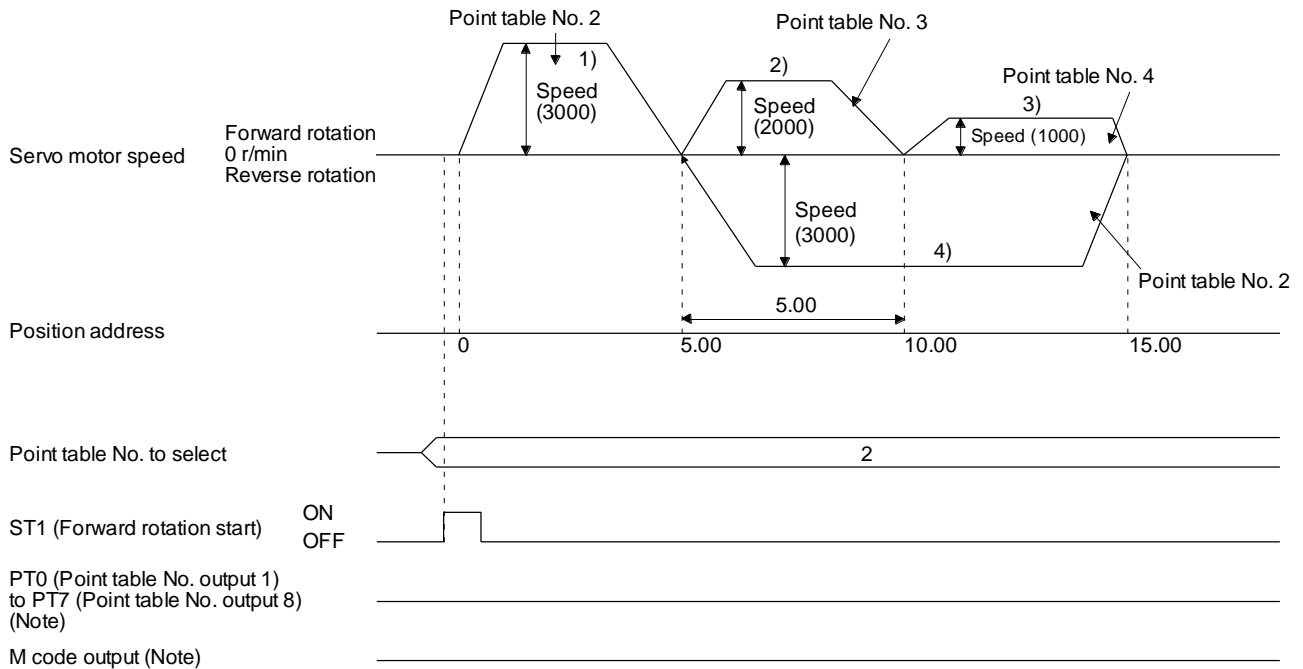 Point table No. 2
Point table No. 3
1)
2)
Point table No. 4
3)
Speed
(3000)
Speed
(2000)
Speed (1000)
Servo motor speed
Forward rotation
0 r/min
Reverse rotation
Speed
(3000)
4)
Point table No. 2
5.00
Position address
0
5.00
10.00
15.00
Point table No. to select
2
ST1 (Forward rotation start)
ON
OFF
PT0 (Point table No. output 1)
to PT7 (Point table No. output 8)
(Note)
M code output (Note)